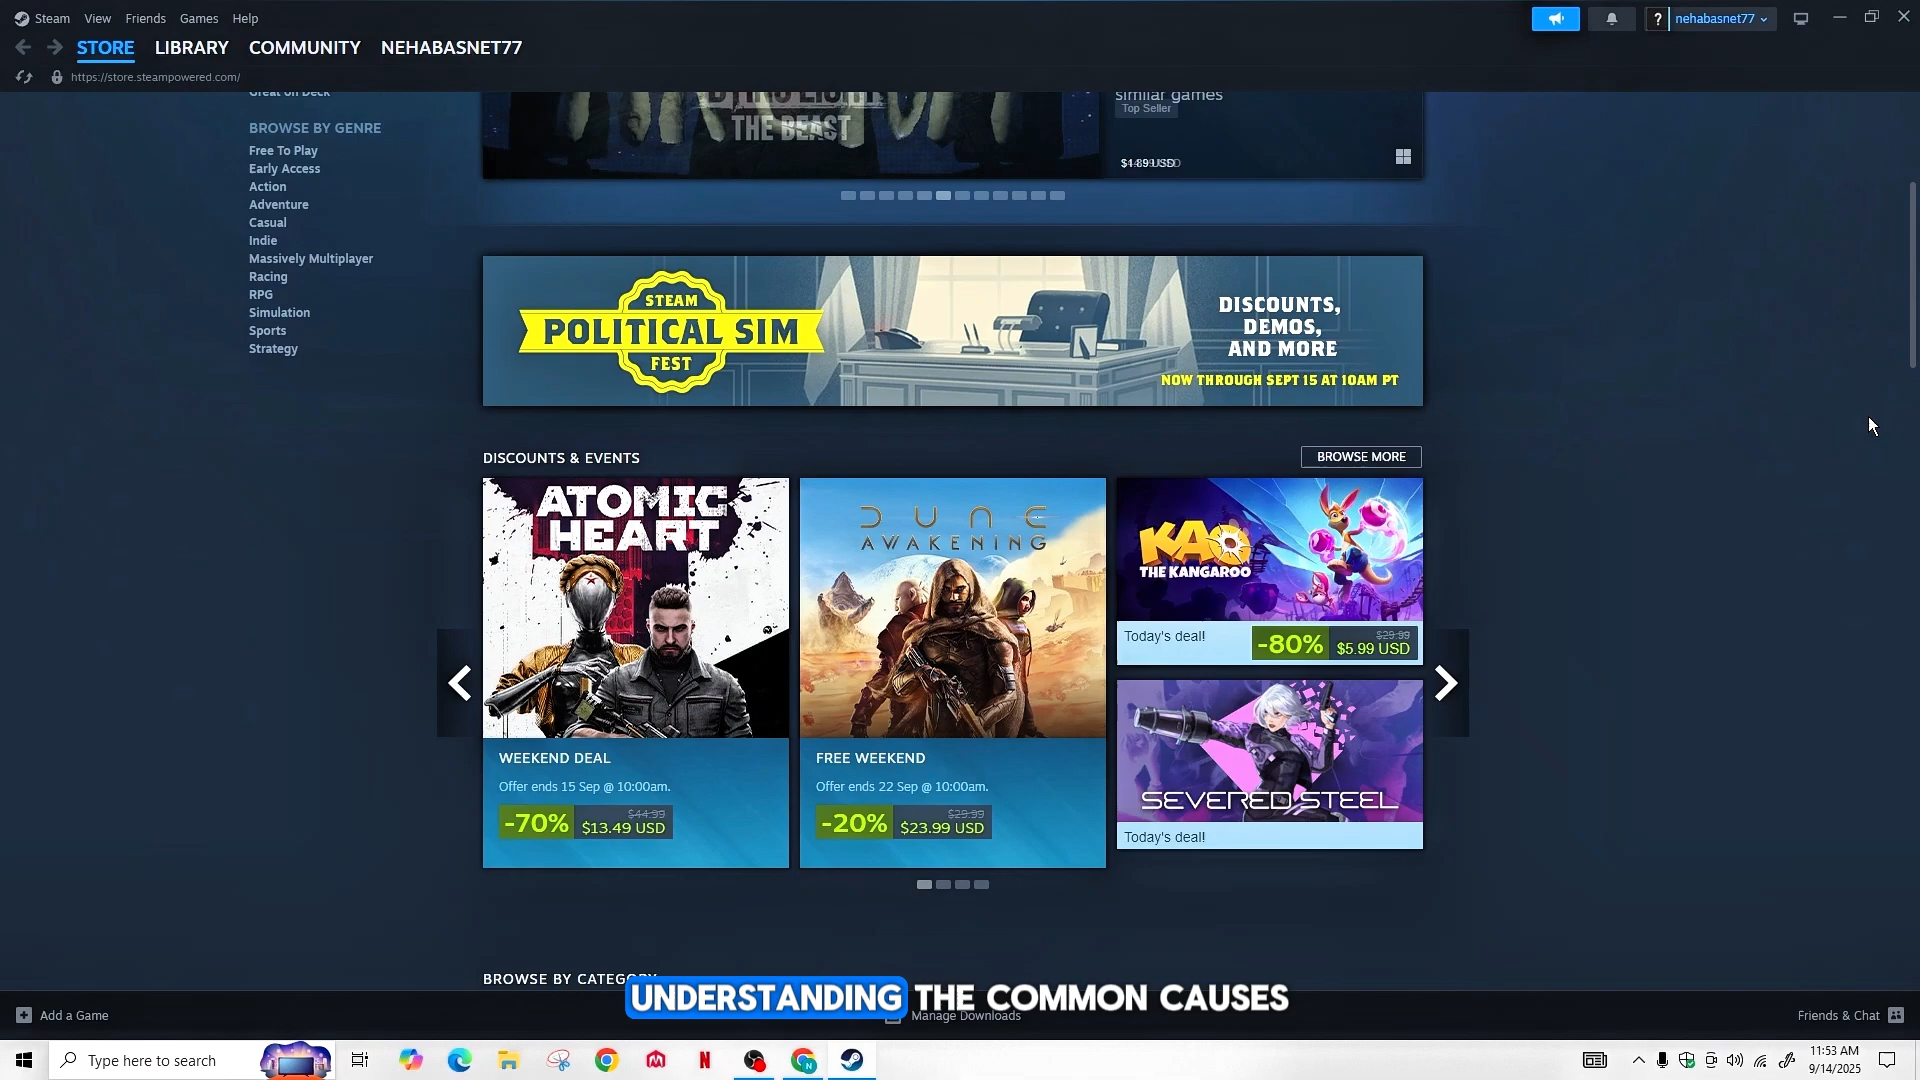 Steam View Friends Games Help
? nehabasnet77
STORE LIBRARY COMMUNITY NEHABASNET77
https://store.steampowered.com/
Great on Deck
similar games
Top Seller
THE BEAST
BROWSE BY GENRE
Free To Play
Early Access
Action
Adventure
Casual
Indie
Massively Multiplayer
Racing
RPG
Simulation
Sports
Strategy
STEAM
POLITICAL SIM
FEST
DISCOUNTS,
DEMOS,
AND MORE
NOW THROUGH SEPT 15 AT 10AM PT
DISCOUNTS & EVENTS
BROWSE MORE
ATOMIC
HEART
DUNE
AWAKENING
KAO
THE KANGAROO
Today's deal!
-80%
$29.99
$5.99 USD
SEVERED STEEL
Today's deal!
WEEKEND DEAL
Offer ends 15 Sep @ 10:00am.
-70%
$44.99
$13.49 USD
FREE WEEKEND
Offer ends 22 Sep @ 10:00am.
-20%
$29.99
$23.99 USD
BROWSE BY CATEGORY
UNDERSTANDING THE COMMON CAUSES
Add a Game
Manage Downloads
Friends & Chat
Type here to search
11:53 AM
9/14/2025